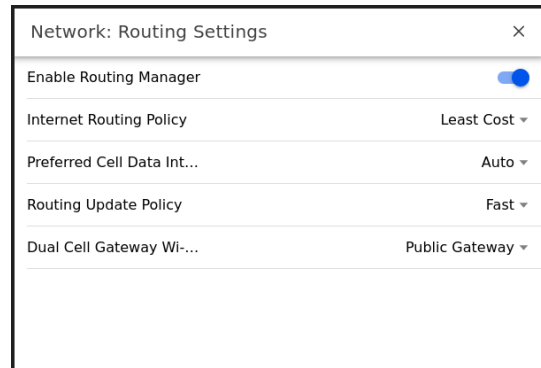 Network: Routing Settings
Enable Routing Manager
Internet Routing Policy Least Cost
Preferred Cell Data Int... Auto
Routing Update Policy Fast
Dual Cell Gateway Wi-... Public Gateway